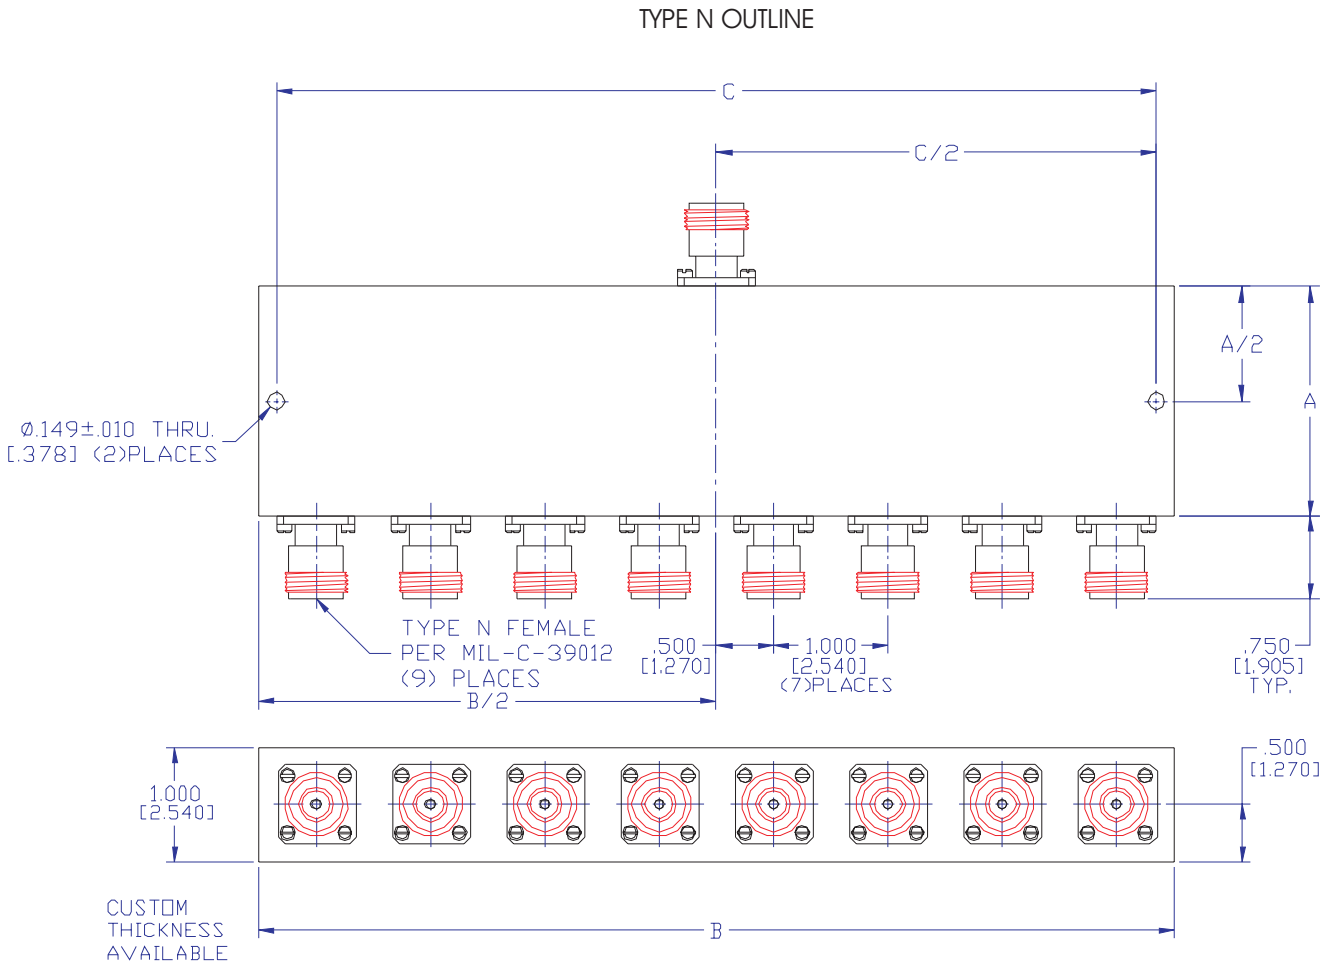 TYPE N OUTLINE
C
C/2
A/2
A
Ø.149±.010 THRU.
[.378] (2)PLACES
TYPE N FEMALE
PER MIL-C-39012
(9) PLACES
.500
[1.270]
1.000
[2.540]
(7)PLACES
.750
[1.905]
TYP.
B/2
1.000
[2.540]
.500
[1.270]
CUSTOM
THICKNESS
AVAILABLE
B